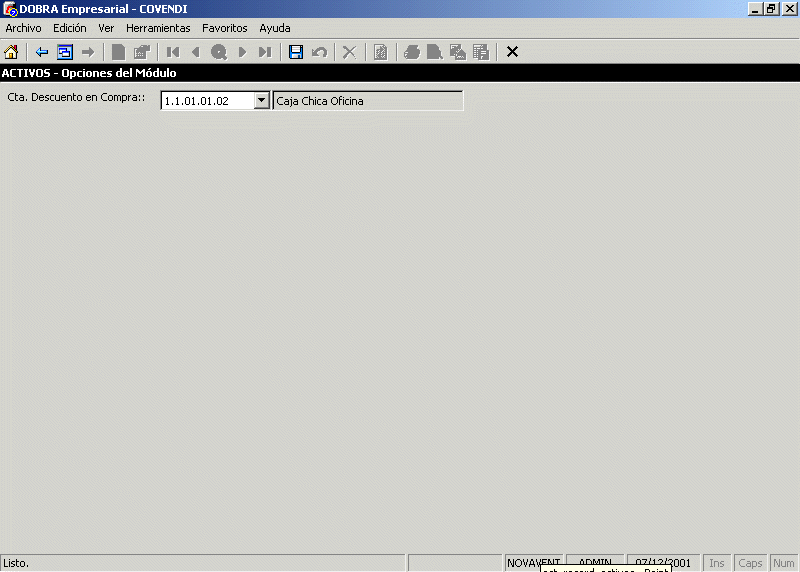 DOBRA Empresarial - COVENDI
Archivo Edición Ver Herramientas Favoritos Ayuda
ACTIVOS - Opciones del Módulo
Cta. Descuento en Compra:: 1.1.01.01.02 Caja Chica Oficina
Listo. NOVAVENT ADMIN 07/12/2001 Ins Caps Num